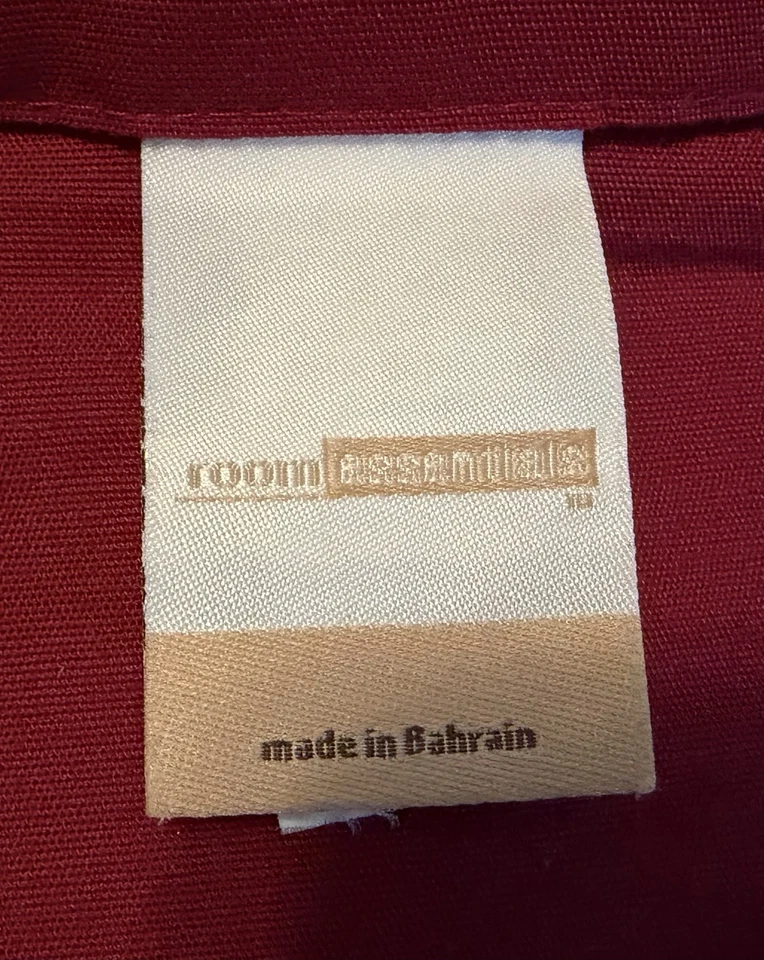 room essentials
TM
made in Bahrain